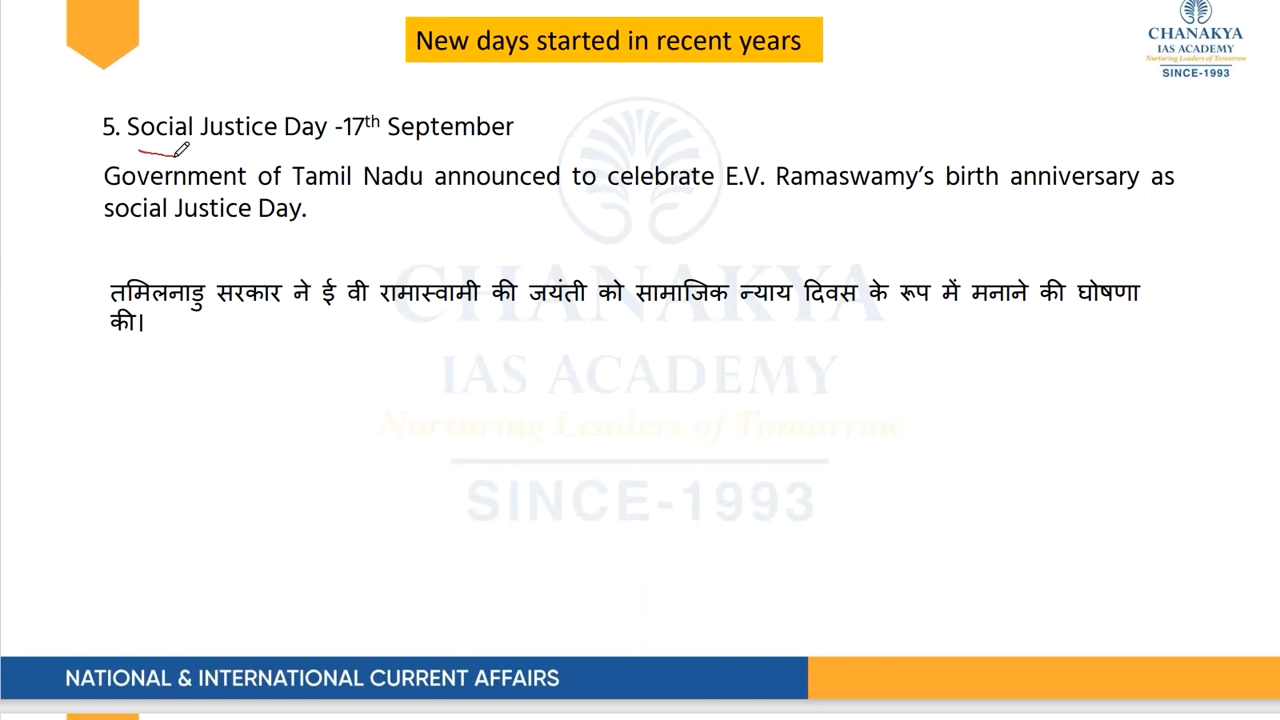 New days started in recent years
CHANAKYA
IAS ACADEMY
Nurturing Leaders of Tomorrow
SINCE-1993
5. Social Justice Day -17th September
Government of Tamil Nadu announced to celebrate E.V. Ramaswamy’s birth anniversary as
social Justice Day.
तमिलनाडु सरकार ने ई वी रामास्वामी की जयंती को सामाजिक न्याय दिवस के रूप में मनाने की घोषणा
की।
CHANAKYA
IAS ACADEMY
Nurturing Leaders of Tomorrow
SINCE-1993
NATIONAL & INTERNATIONAL CURRENT AFFAIRS